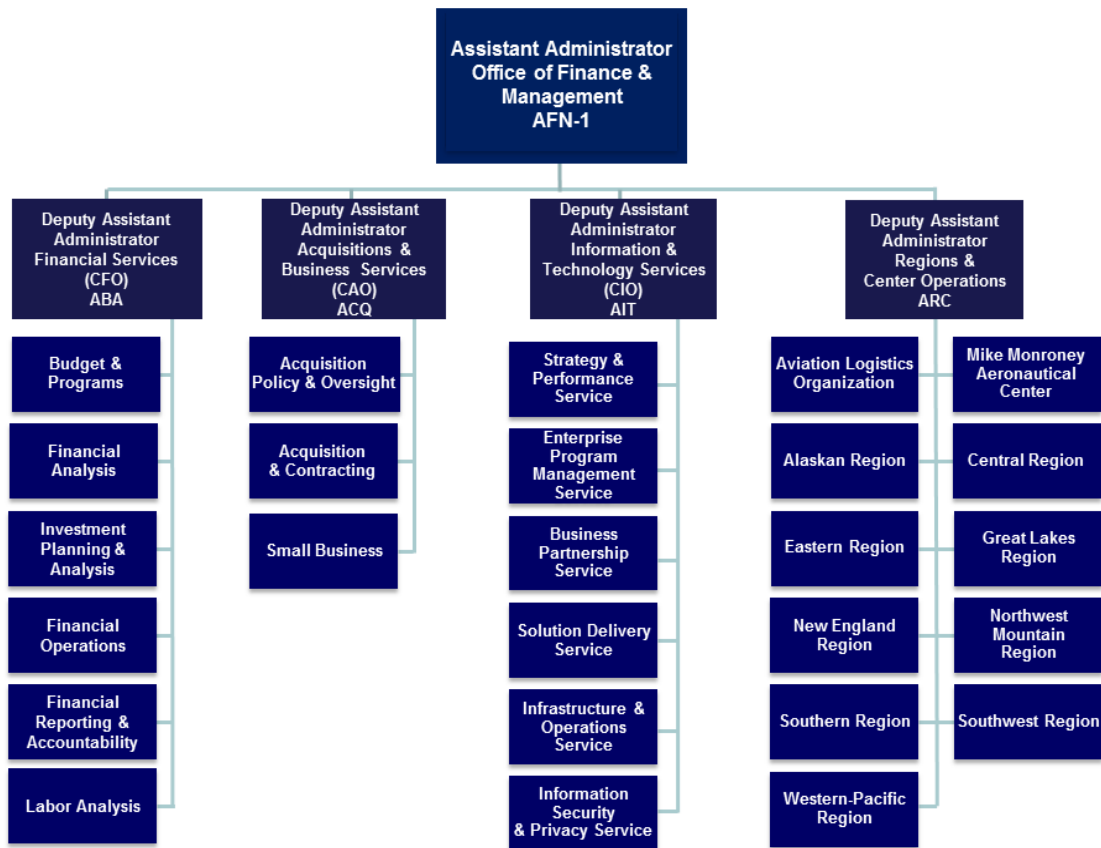 Assistant Administrator
Office of Finance &
Management
AFN-1
Deputy Assistant
Administrator
Financial Services
(CFO)
ABA
Deputy Assistant
Administrator
Acquisitions &
Business Services
(CAO)
ACQ
Deputy Assistant
Administrator
Information &
Technology Services
(CIO)
AIT
Deputy Assistant
Administrator
Regions &
Center Operations
ARC
Budget &
Programs
Financial
Analysis
Investment
Planning &
Analysis
Financial
Operations
Financial
Reporting &
Accountability
Labor Analysis
Acquisition
Policy & Oversight
Acquisition
& Contracting
Small Business
Strategy &
Performance
Service
Enterprise
Program
Management
Service
Business
Partnership
Service
Solution Delivery
Service
Infrastructure &
Operations
Service
Information
Security
& Privacy Service
Aviation Logistics
Organization
Mike Monroney
Aeronautical
Center
Alaskan Region
Central Region
Eastern Region
Great Lakes
Region
New England
Region
Northwest
Mountain
Region
Southern Region
Southwest Region
Western-Pacific
Region